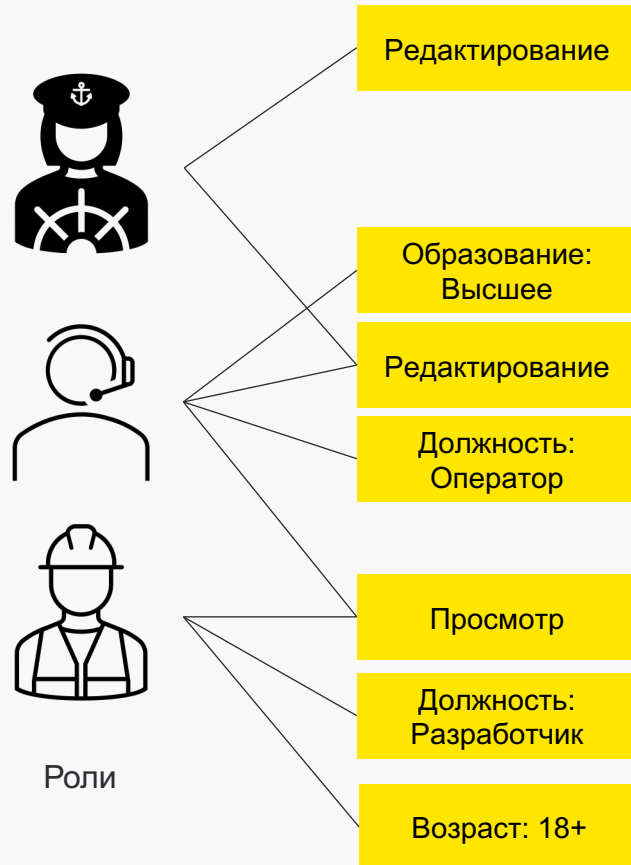 Редактирование
Образование:
Высшее
Редактирование
Должность:
Оператор
Просмотр
Должность:
Разработчик
Роли
Возраст: 18+